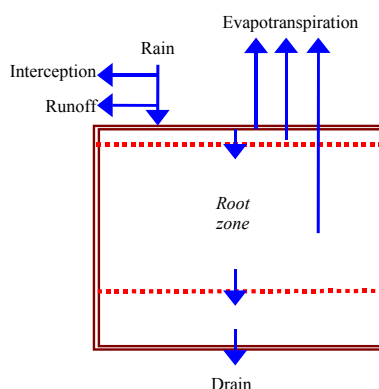 Evapotranspiration
Rain
Interception
Runoff
Root
zone
Drain